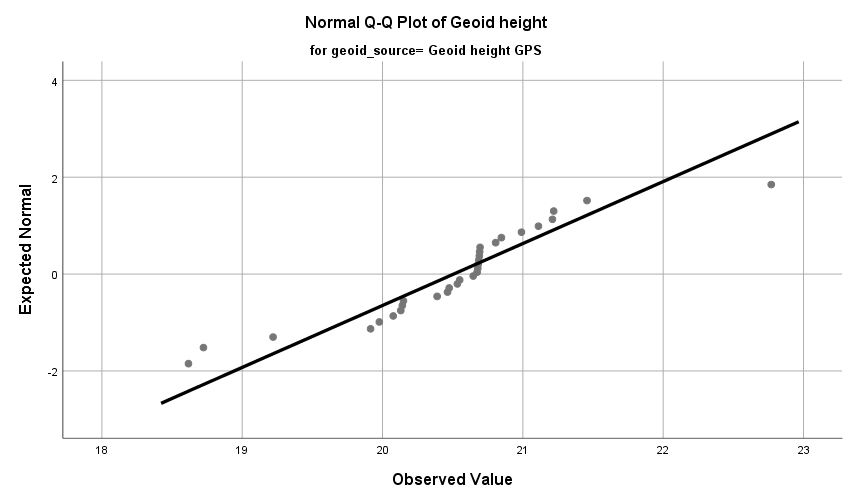 Normal Q-Q Plot of Geoid height
for geoid_source= Geoid height GPS
4
2
0
-2
Expected Normal
18 19 20 21 22 23
Observed Value